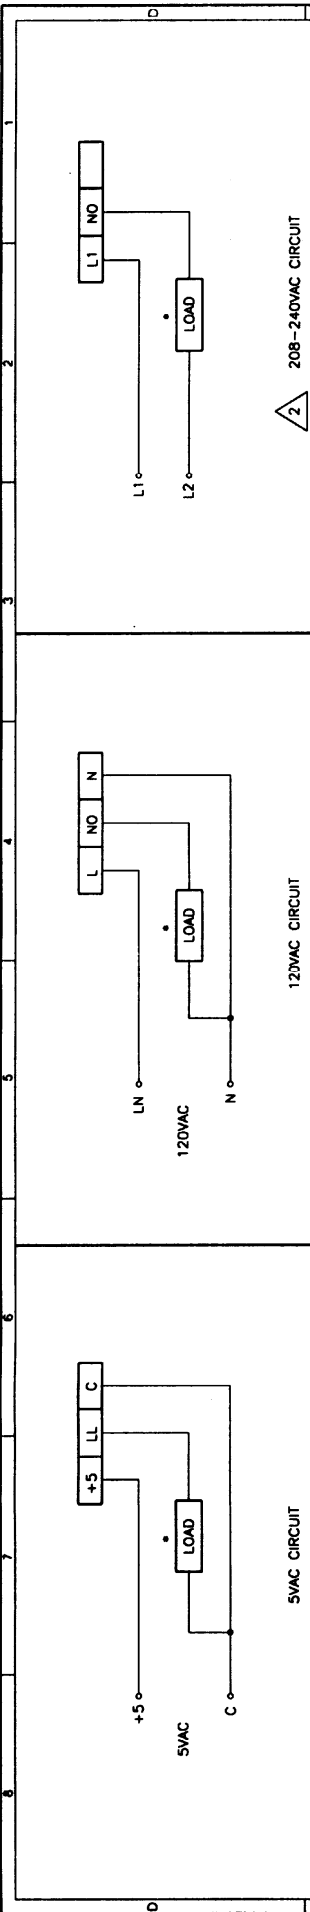 8 7 6 5 4 3 2 1
D D
+5 LL C
+5
* LOAD
5VAC
C
5VAC CIRCUIT
L NO N
LN
* LOAD
120VAC
N
120VAC CIRCUIT
L1 NO
L1
* LOAD
L2
2 208-240VAC CIRCUIT